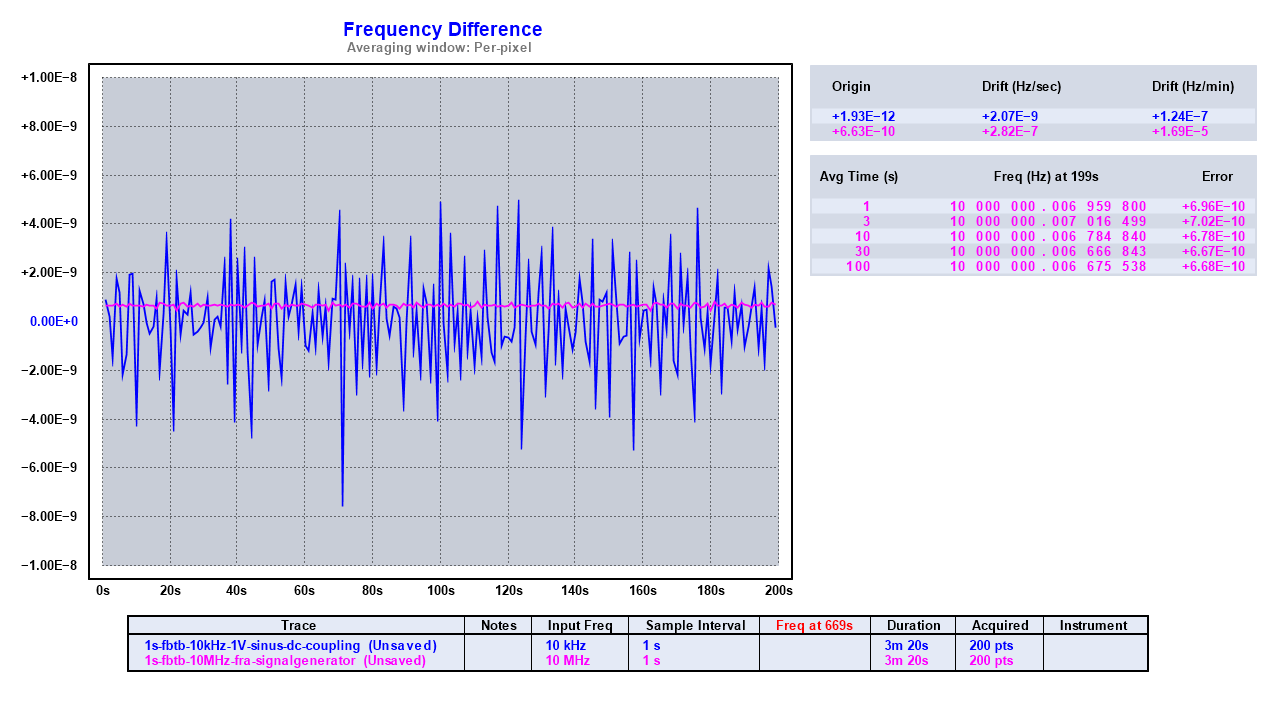 Frequency Difference
Averaging window: Per-pixel
+1.00E−8
+8.00E−9
+6.00E−9
+4.00E−9
+2.00E−9
0.00E+0
−2.00E−9
−4.00E−9
−6.00E−9
−8.00E−9
−1.00E−8
0s 20s 40s 60s 80s 100s 120s 140s 160s 180s 200s
Origin Drift (Hz/sec) Drift (Hz/min)
+1.93E−12 +2.07E−9 +1.24E−7
+6.63E−10 +2.82E−7 +1.69E−5
Avg Time (s) Freq (Hz) at 199s Error
1 10 000 000.006 959 800 +6.96E−10
3 10 000 000.007 016 499 +7.02E−10
10 10 000 000.006 784 840 +6.78E−10
30 10 000 000.006 666 843 +6.67E−10
100 10 000 000.006 675 538 +6.68E−10
Trace Notes Input Freq Sample Interval Freq at 669s Duration Acquired Instrument
1s-fbtb-10kHz-1V-sinus-dc-coupling (Unsaved) 10 kHz 1 s 3m 20s 200 pts
1s-fbtb-10MHz-fra-signalgenerator (Unsaved) 10 MHz 1 s 3m 20s 200 pts